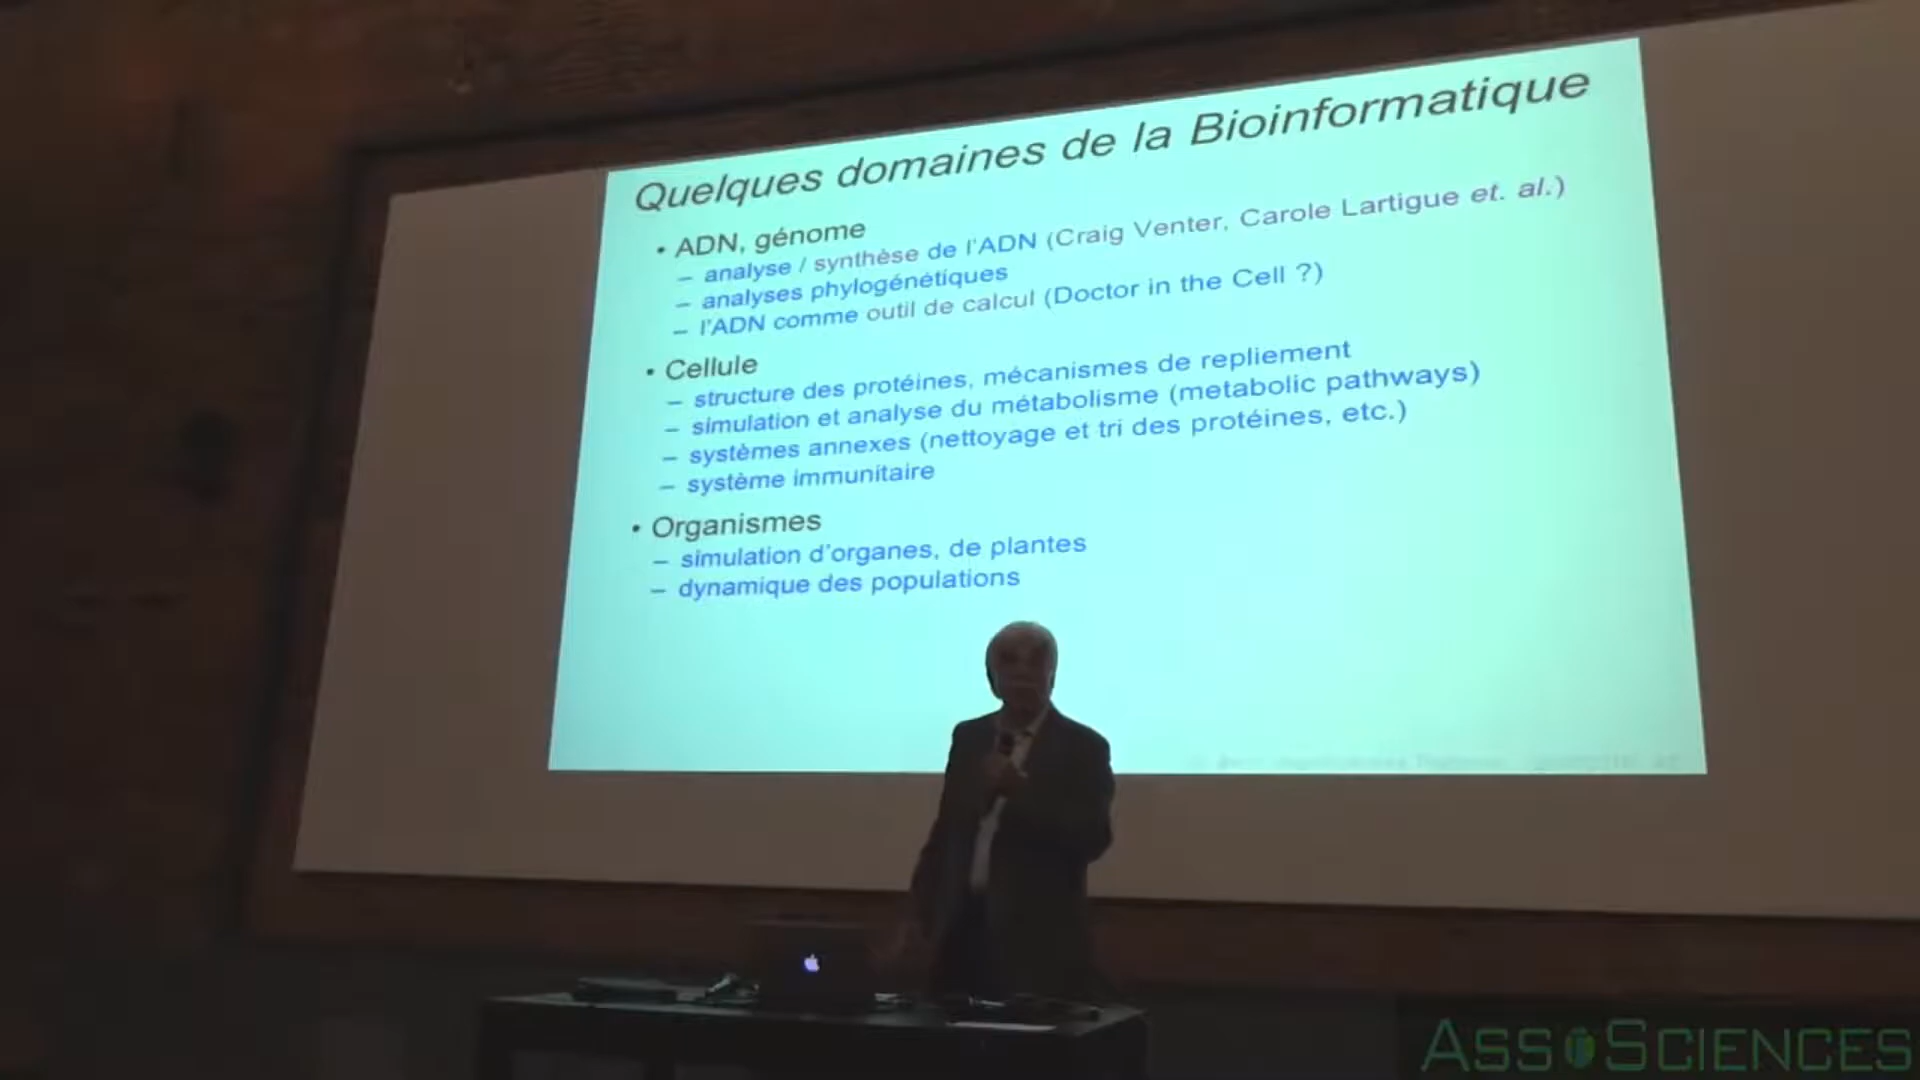 Quelques domaines de la Bioinformatique
• ADN, génome
– analyse / synthèse de l'ADN (Craig Venter, Carole Lartigue et. al.)
– analyses phylogénétiques
– l'ADN comme outil de calcul (Doctor in the Cell ?)
• Cellule
– structure des protéines, mécanismes de repliement
– simulation et analyse du métabolisme (metabolic pathways)
– systèmes annexes (nettoyage et tri des protéines, etc.)
– système immunitaire
• Organismes
– simulation d'organes, de plantes
– dynamique des populations
ASSOSCIENCES